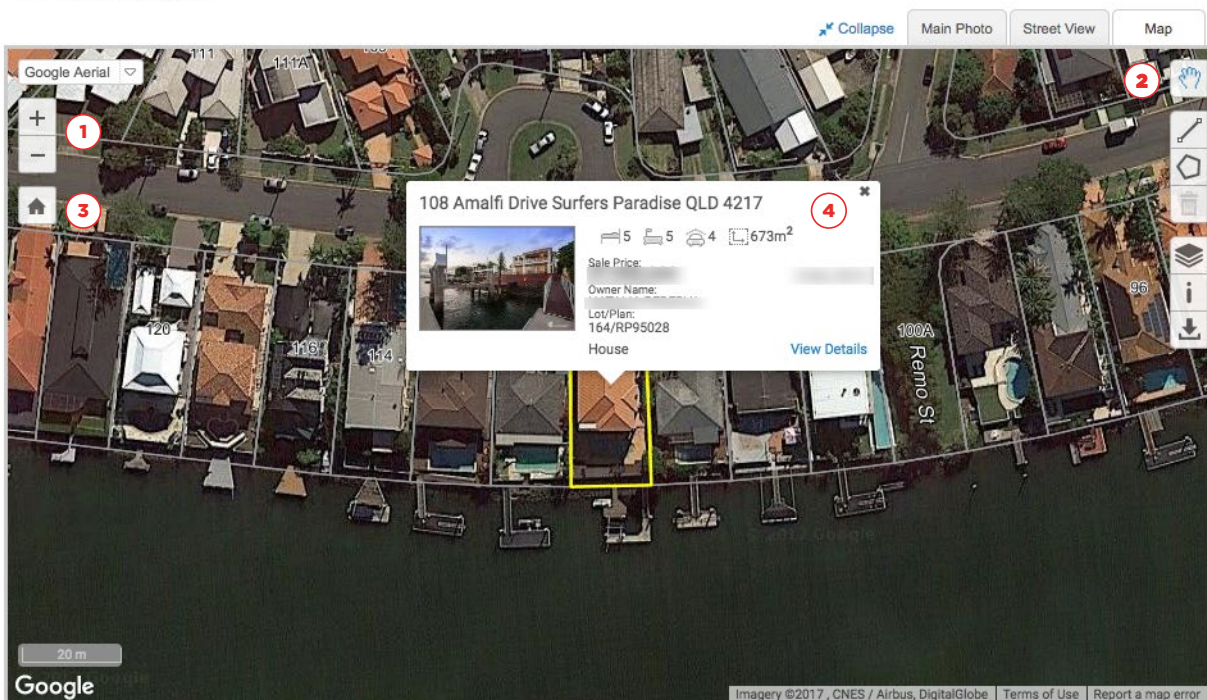 Collapse
Main Photo
Street View
Map
Google Aerial
111
111A
+
1
2
−
3
108 Amalfi Drive Surfers Paradise QLD 4217
4
5 5 4 673m²
Sale Price:
Owner Name:
Lot/Plan:
164/RP95028
House
View Details
120
116
114
100A
Remo St
96
i
20 m
Google
Imagery ©2017 , CNES / Airbus, DigitalGlobe
Terms of Use
Report a map error